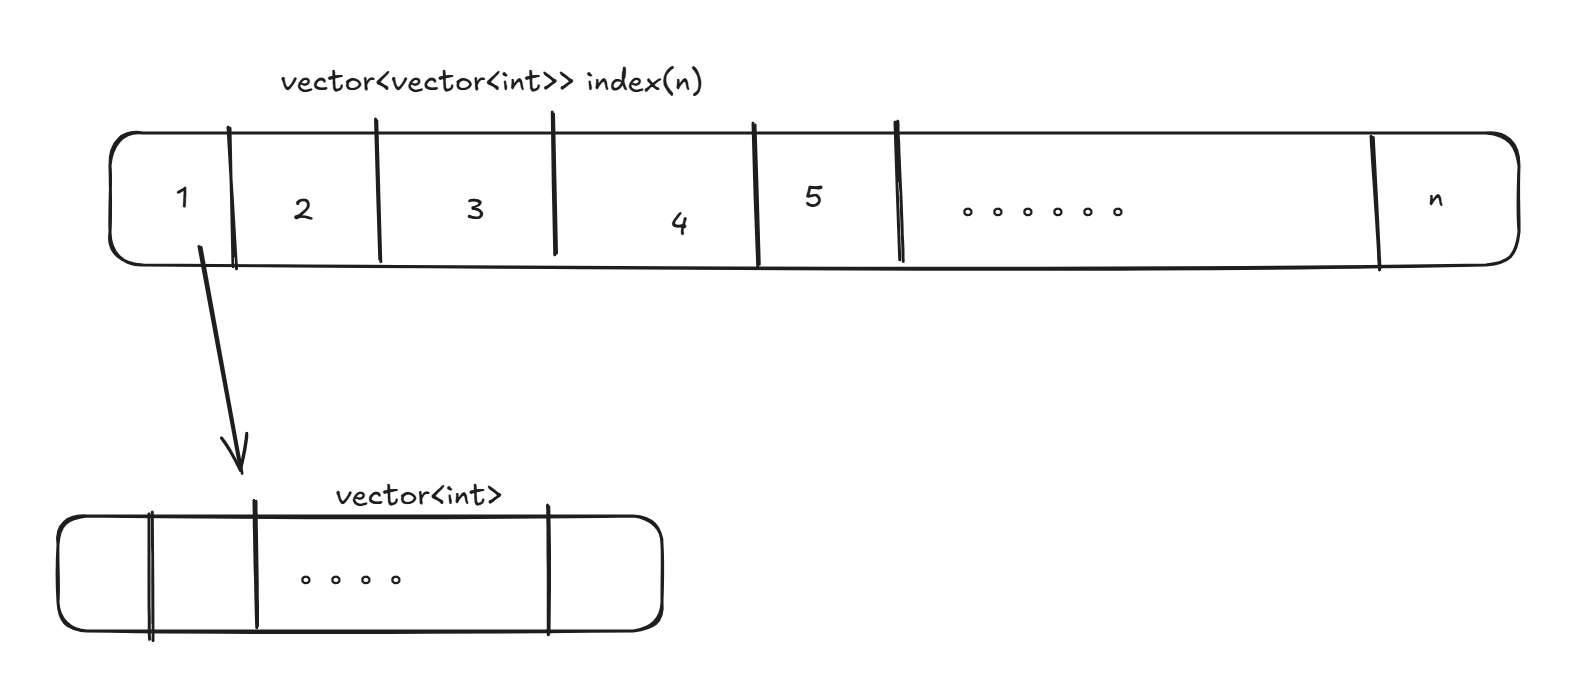 vector<vector<int>> index(n)
1 2 3 4 5 ...... n
vector<int>
....